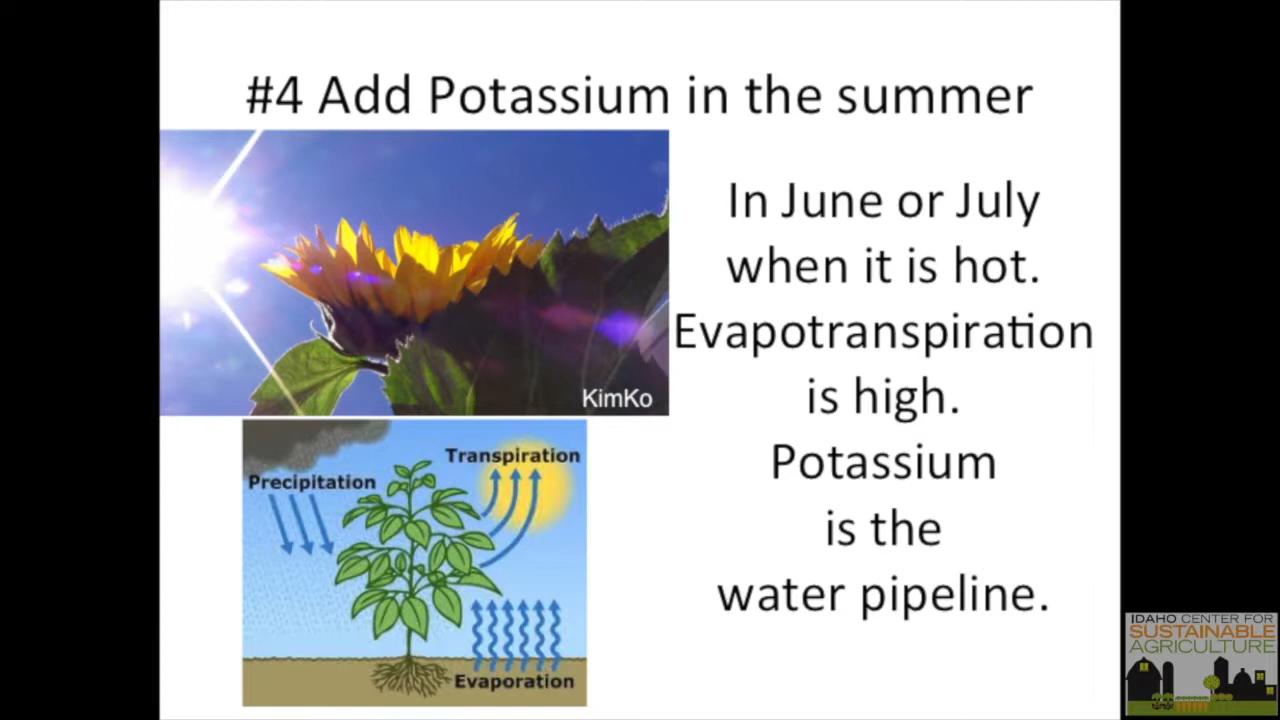 #4 Add Potassium in the summer
In June or July
when it is hot.
Evapotranspiration
is high.
Potassium
is the
water pipeline.
KimKo
Transpiration
Precipitation
Evaporation
IDAHO CENTER FOR
SUSTAINABLE
AGRICULTURE